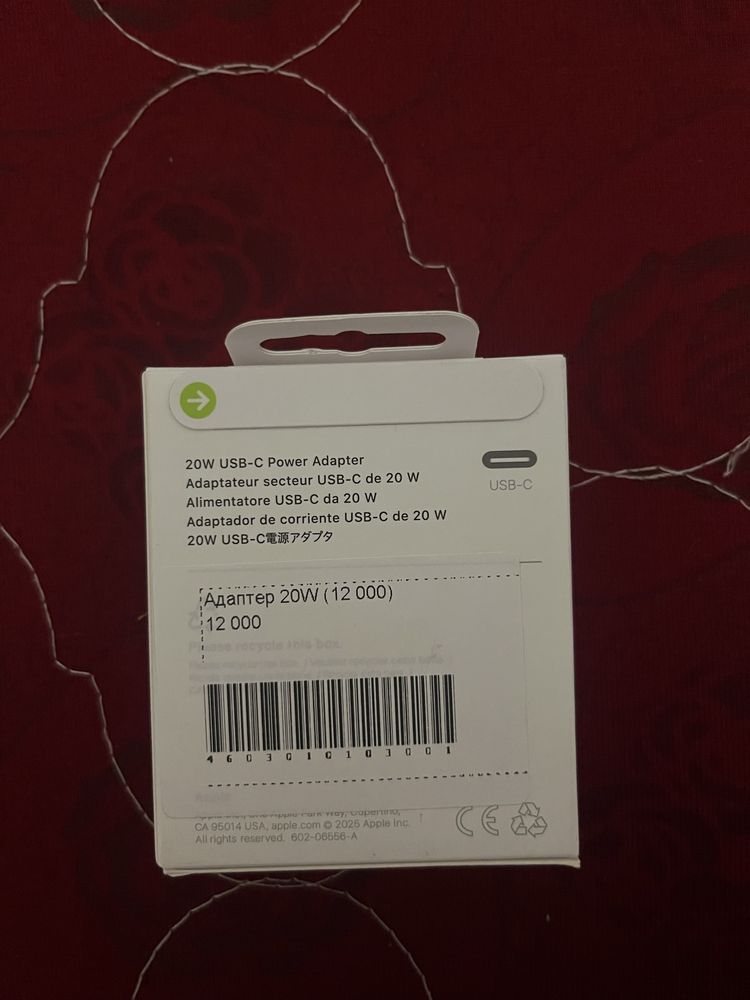 20W USB-C Power Adapter
Adaptateur secteur USB-C de 20 W
Alimentatore USB-C da 20 W
Adaptador de corriente USB-C de 20 W
20W USB-C電源アダプタ
USB-C
Адаптер 20W (12 000)
12 000
Please recycle this box.
4603010103001
CA 95014 USA, apple.com © 2025 Apple Inc.
All rights reserved. 602-06556-A
CE